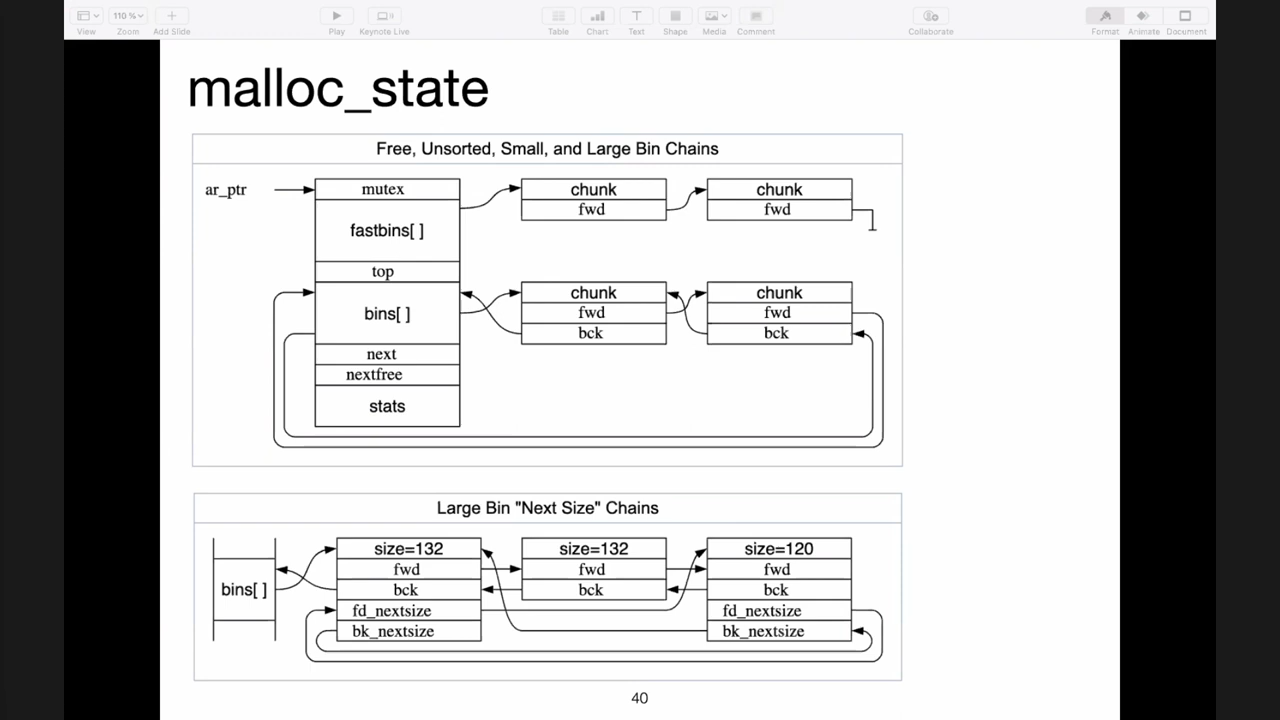 110 %
View Zoom Add Slide Play Keynote Live Table Chart Text Shape Media Comment Collaborate Format Animate Document
malloc_state
Free, Unsorted, Small, and Large Bin Chains
ar_ptr mutex chunk chunk
fwd fwd
fastbins[ ]
top
chunk chunk
bins[ ] fwd fwd
bck bck
next
nextfree
stats
Large Bin "Next Size" Chains
size=132 size=132 size=120
fwd fwd fwd
bins[ ] bck bck bck
fd_nextsize fd_nextsize
bk_nextsize bk_nextsize
40